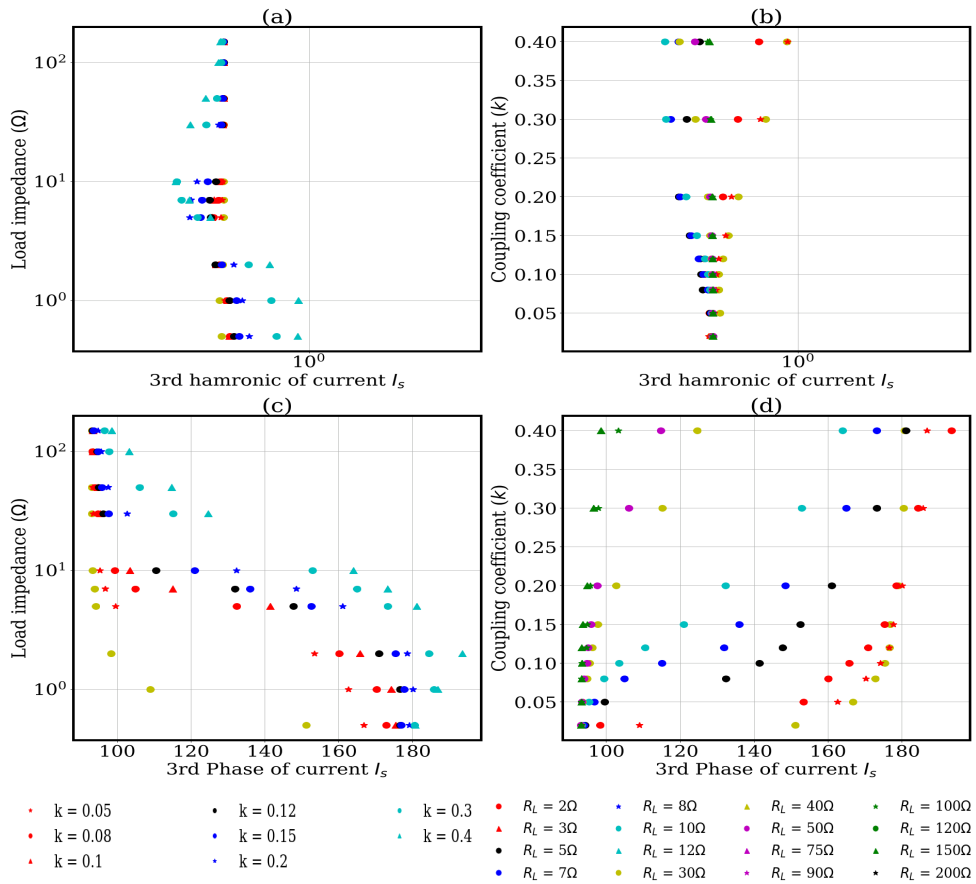 (a)
(b)
Load impedance (Ω)
10²
10¹
10⁰
10⁰
3rd hamronic of current I_s
Coupling coefficient (k)
0.40
0.35
0.30
0.25
0.20
0.15
0.10
0.05
10⁰
3rd hamronic of current I_s
(c)
(d)
Load impedance (Ω)
10²
10¹
10⁰
100 120 140 160 180
3rd Phase of current I_s
Coupling coefficient (k)
0.40
0.35
0.30
0.25
0.20
0.15
0.10
0.05
100 120 140 160 180
3rd Phase of current I_s
k = 0.05
k = 0.08
k = 0.1
k = 0.12
k = 0.15
k = 0.2
k = 0.3
k = 0.4
R_L = 2Ω
R_L = 3Ω
R_L = 5Ω
R_L = 7Ω
R_L = 8Ω
R_L = 10Ω
R_L = 12Ω
R_L = 30Ω
R_L = 40Ω
R_L = 50Ω
R_L = 75Ω
R_L = 90Ω
R_L = 100Ω
R_L = 120Ω
R_L = 150Ω
R_L = 200Ω